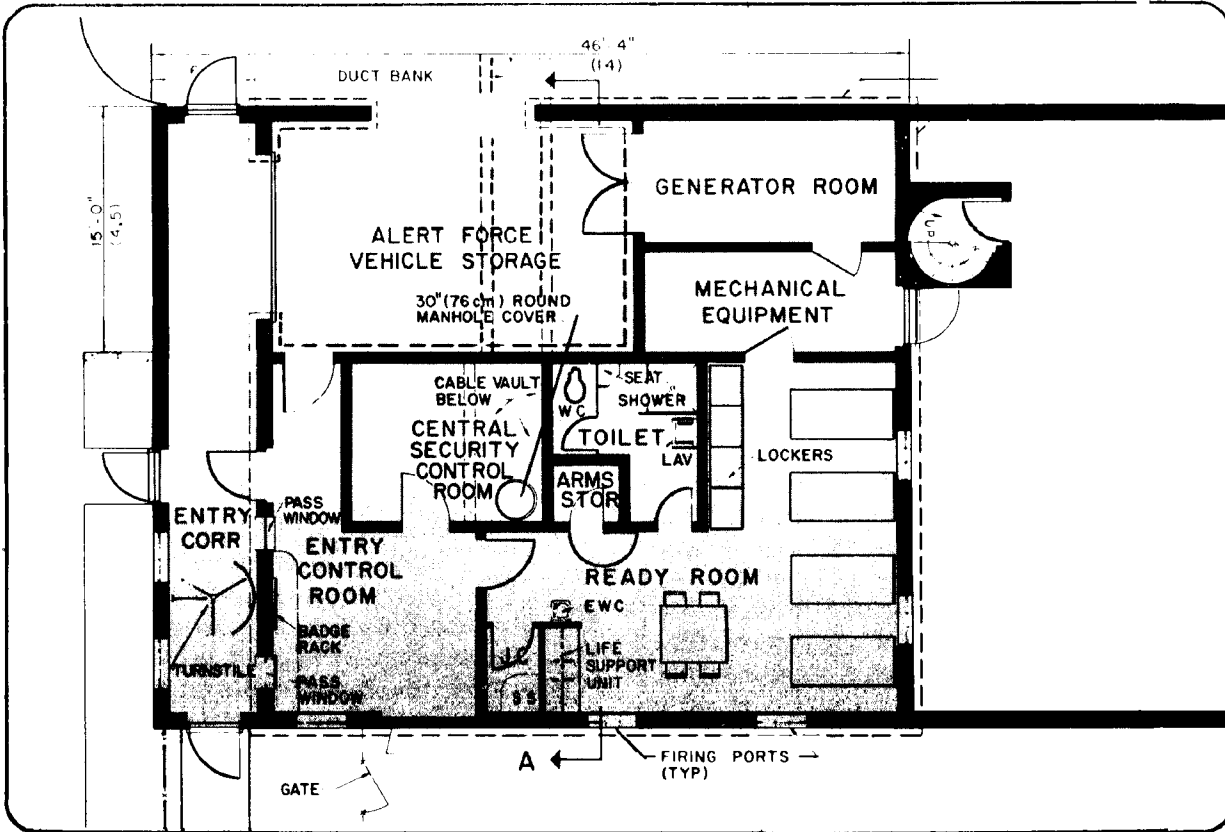 46'-4"
(14)
DUCT BANK
15'-0"
(4.5)
GENERATOR ROOM
UP
ALERT FORCE
VEHICLE STORAGE
30"(76 cm) ROUND
MANHOLE COVER
MECHANICAL
EQUIPMENT
CABLE VAULT
BELOW
SEAT
SHOWER
WC
CENTRAL
SECURITY
CONTROL
ROOM
TOILET
LAV
LOCKERS
ARMS
STOR
PASS
WINDOW
ENTRY
CORR
ENTRY
CONTROL
ROOM
READY ROOM
EWC
BADGE
RACK
TURNSTILE
PASS
WINDOW
LIFE
SUPPORT
UNIT
SS
A
FIRING PORTS
(TYP)
GATE